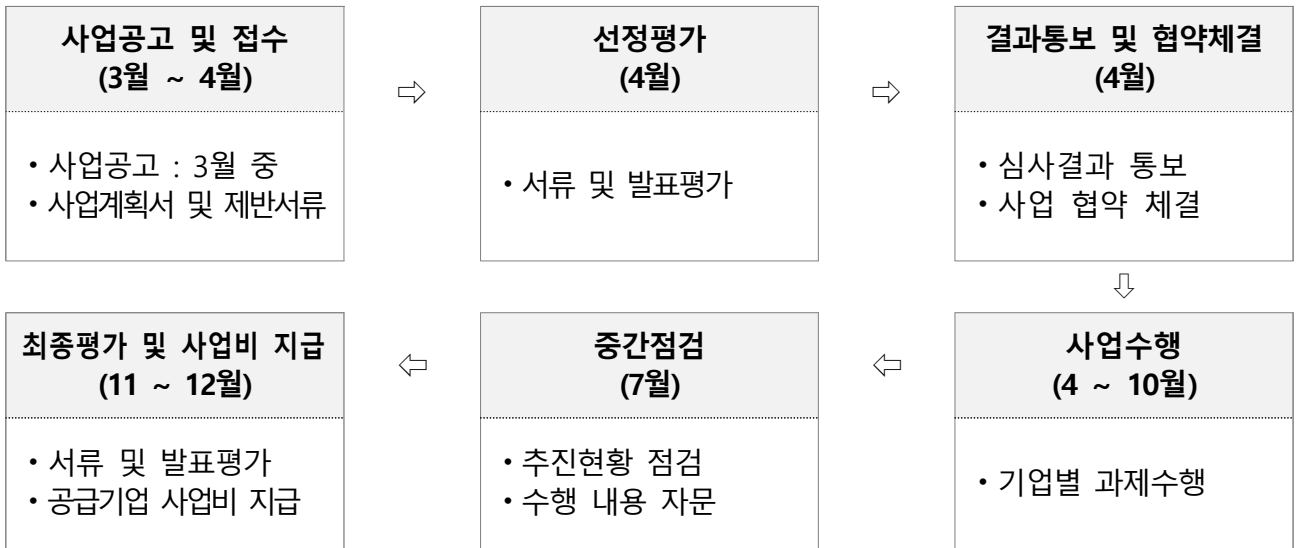 사업공고 및 접수
(3월 ~ 4월)
• 사업공고 : 3월 중
• 사업계획서 및 제반서류
⇨
선정평가
(4월)
• 서류 및 발표평가
⇨
결과통보 및 협약체결
(4월)
• 심사결과 통보
• 사업 협약 체결
⇩
사업수행
(4 ~ 10월)
• 기업별 과제수행
⇦
중간점검
(7월)
• 추진현황 점검
• 수행 내용 자문
⇦
최종평가 및 사업비 지급
(11 ~ 12월)
• 서류 및 발표평가
• 공급기업 사업비 지급